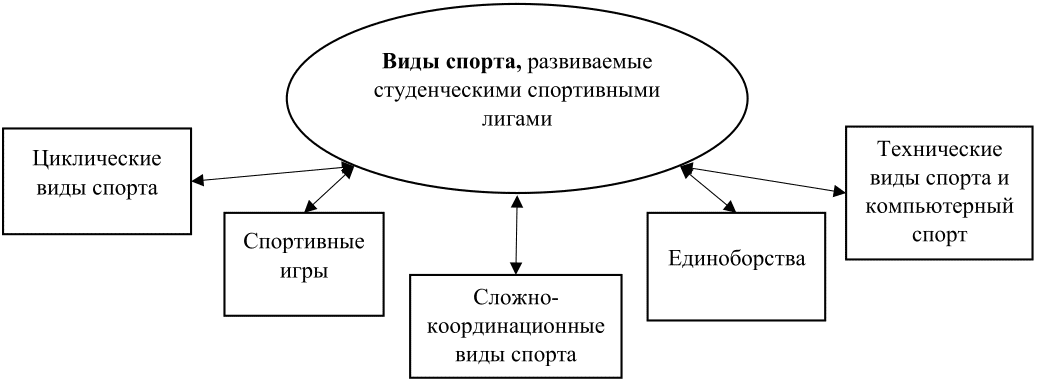 Виды спорта, развиваемые
студенческими спортивными
лигами
Циклические
виды спорта
Спортивные
игры
Сложно-
координационные
виды спорта
Единоборства
Технические
виды спорта и
компьютерный
спорт